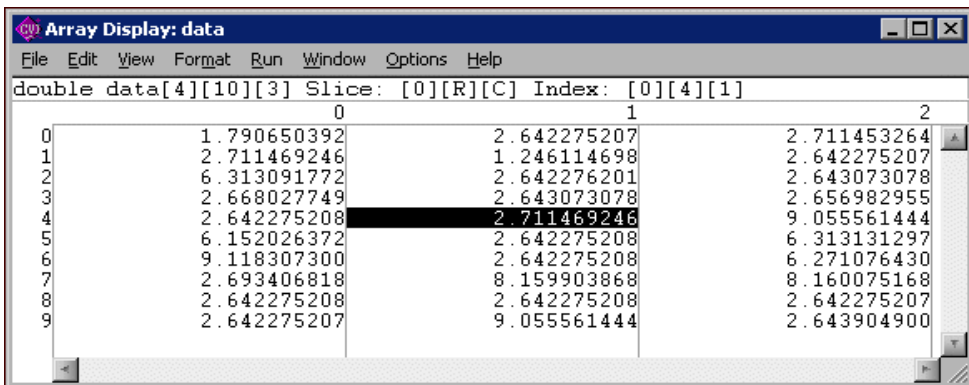 CVI Array Display: data
File Edit View Format Run Window Options Help
double data[4][10][3] Slice: [0][R][C] Index: [0][4][1]
0 1 2
0 1.790650392 2.642275207 2.711453264
1 2.711469246 1.246114698 2.642275207
2 6.313091772 2.642276201 2.643073078
3 2.668027749 2.643073078 2.656982955
4 2.642275208 2.711469246 9.055561444
5 6.152026372 2.642275208 6.313131297
6 9.118307300 2.642275208 6.271076430
7 2.693406818 8.159903868 8.160075168
8 2.642275208 2.642275208 2.642275207
9 2.642275207 9.055561444 2.643904900